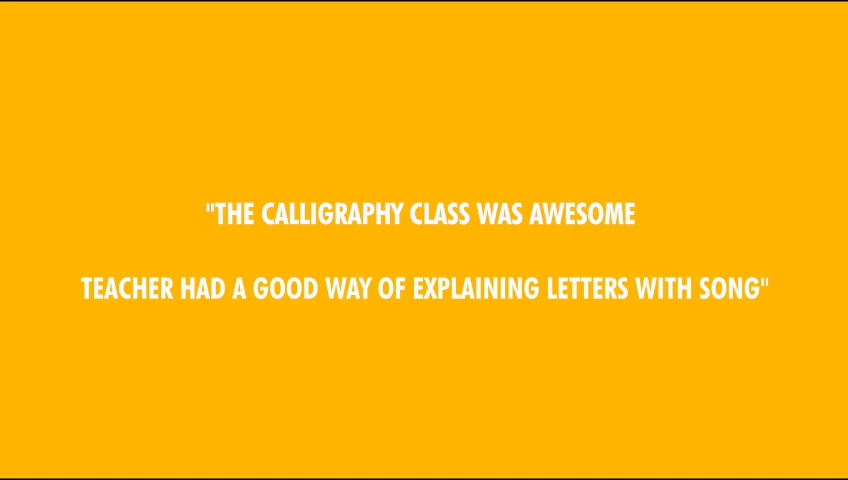 "THE CALLIGRAPHY CLASS WAS AWESOME
TEACHER HAD A GOOD WAY OF EXPLAINING LETTERS WITH SONG"